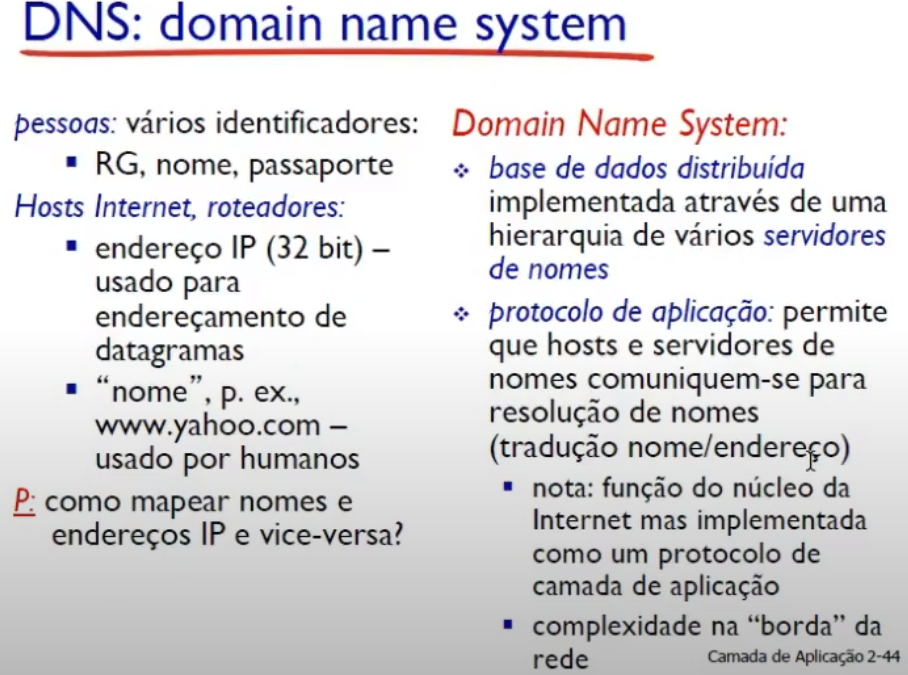 DNS: domain name system
pessoas: vários identificadores:
▪ RG, nome, passaporte
Hosts Internet, roteadores:
▪ endereço IP (32 bit) –
usado para
endereçamento de
datagramas
▪ “nome”, p. ex.,
www.yahoo.com –
usado por humanos
P: como mapear nomes e
endereços IP e vice-versa?
Domain Name System:
❖ base de dados distribuída
implementada através de uma
hierarquia de vários servidores
de nomes
❖ protocolo de aplicação: permite
que hosts e servidores de
nomes comuniquem-se para
resolução de nomes
(tradução nome/endereço)
▪ nota: função do núcleo da
Internet mas implementada
como um protocolo de
camada de aplicação
▪ complexidade na “borda” da
rede
Camada de Aplicação 2-44